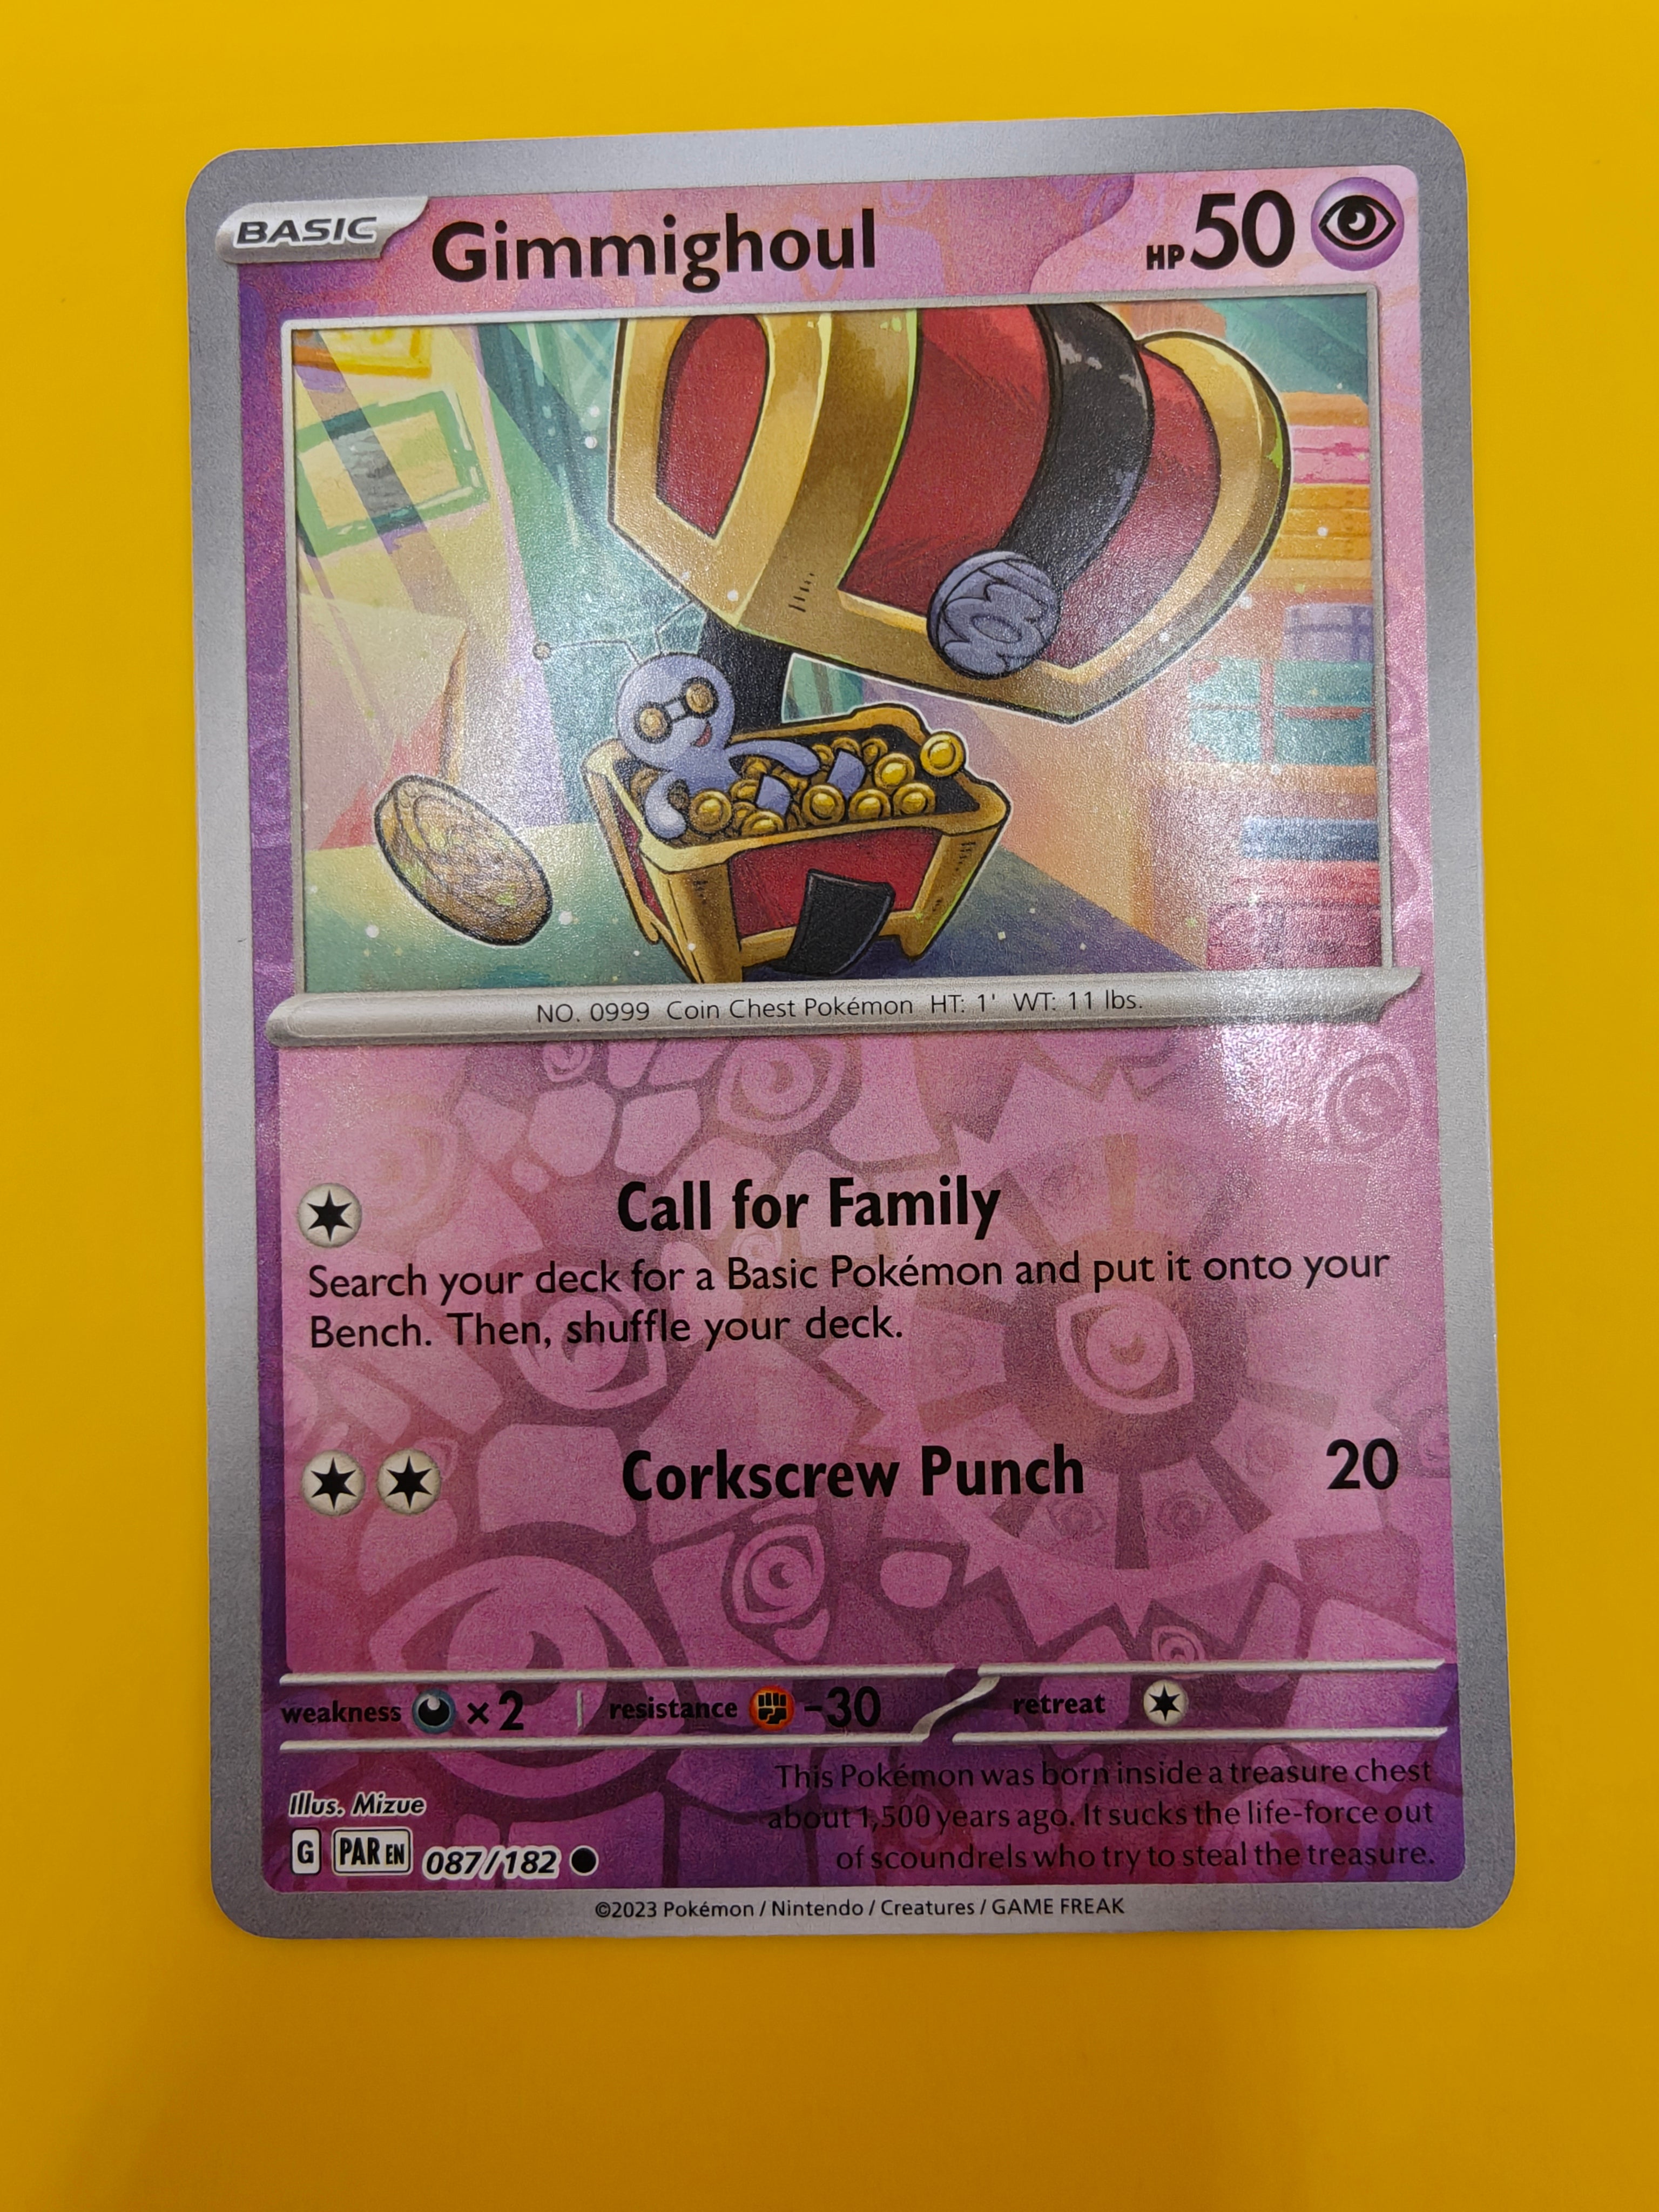 BASIC Gimmighoul HP 50
NO. 0999 Coin Chest Pokémon HT: 1' WT: 11 lbs.
Call for Family
Search your deck for a Basic Pokémon and put it onto your
Bench. Then, shuffle your deck.
Corkscrew Punch 20
weakness ×2 resistance -30 retreat
This Pokémon was born inside a treasure chest
about 1,500 years ago. It sucks the life-force out
of scoundrels who try to steal the treasure.
Illus. Mizue
G PAR EN 087/182
©2023 Pokémon / Nintendo / Creatures / GAME FREAK